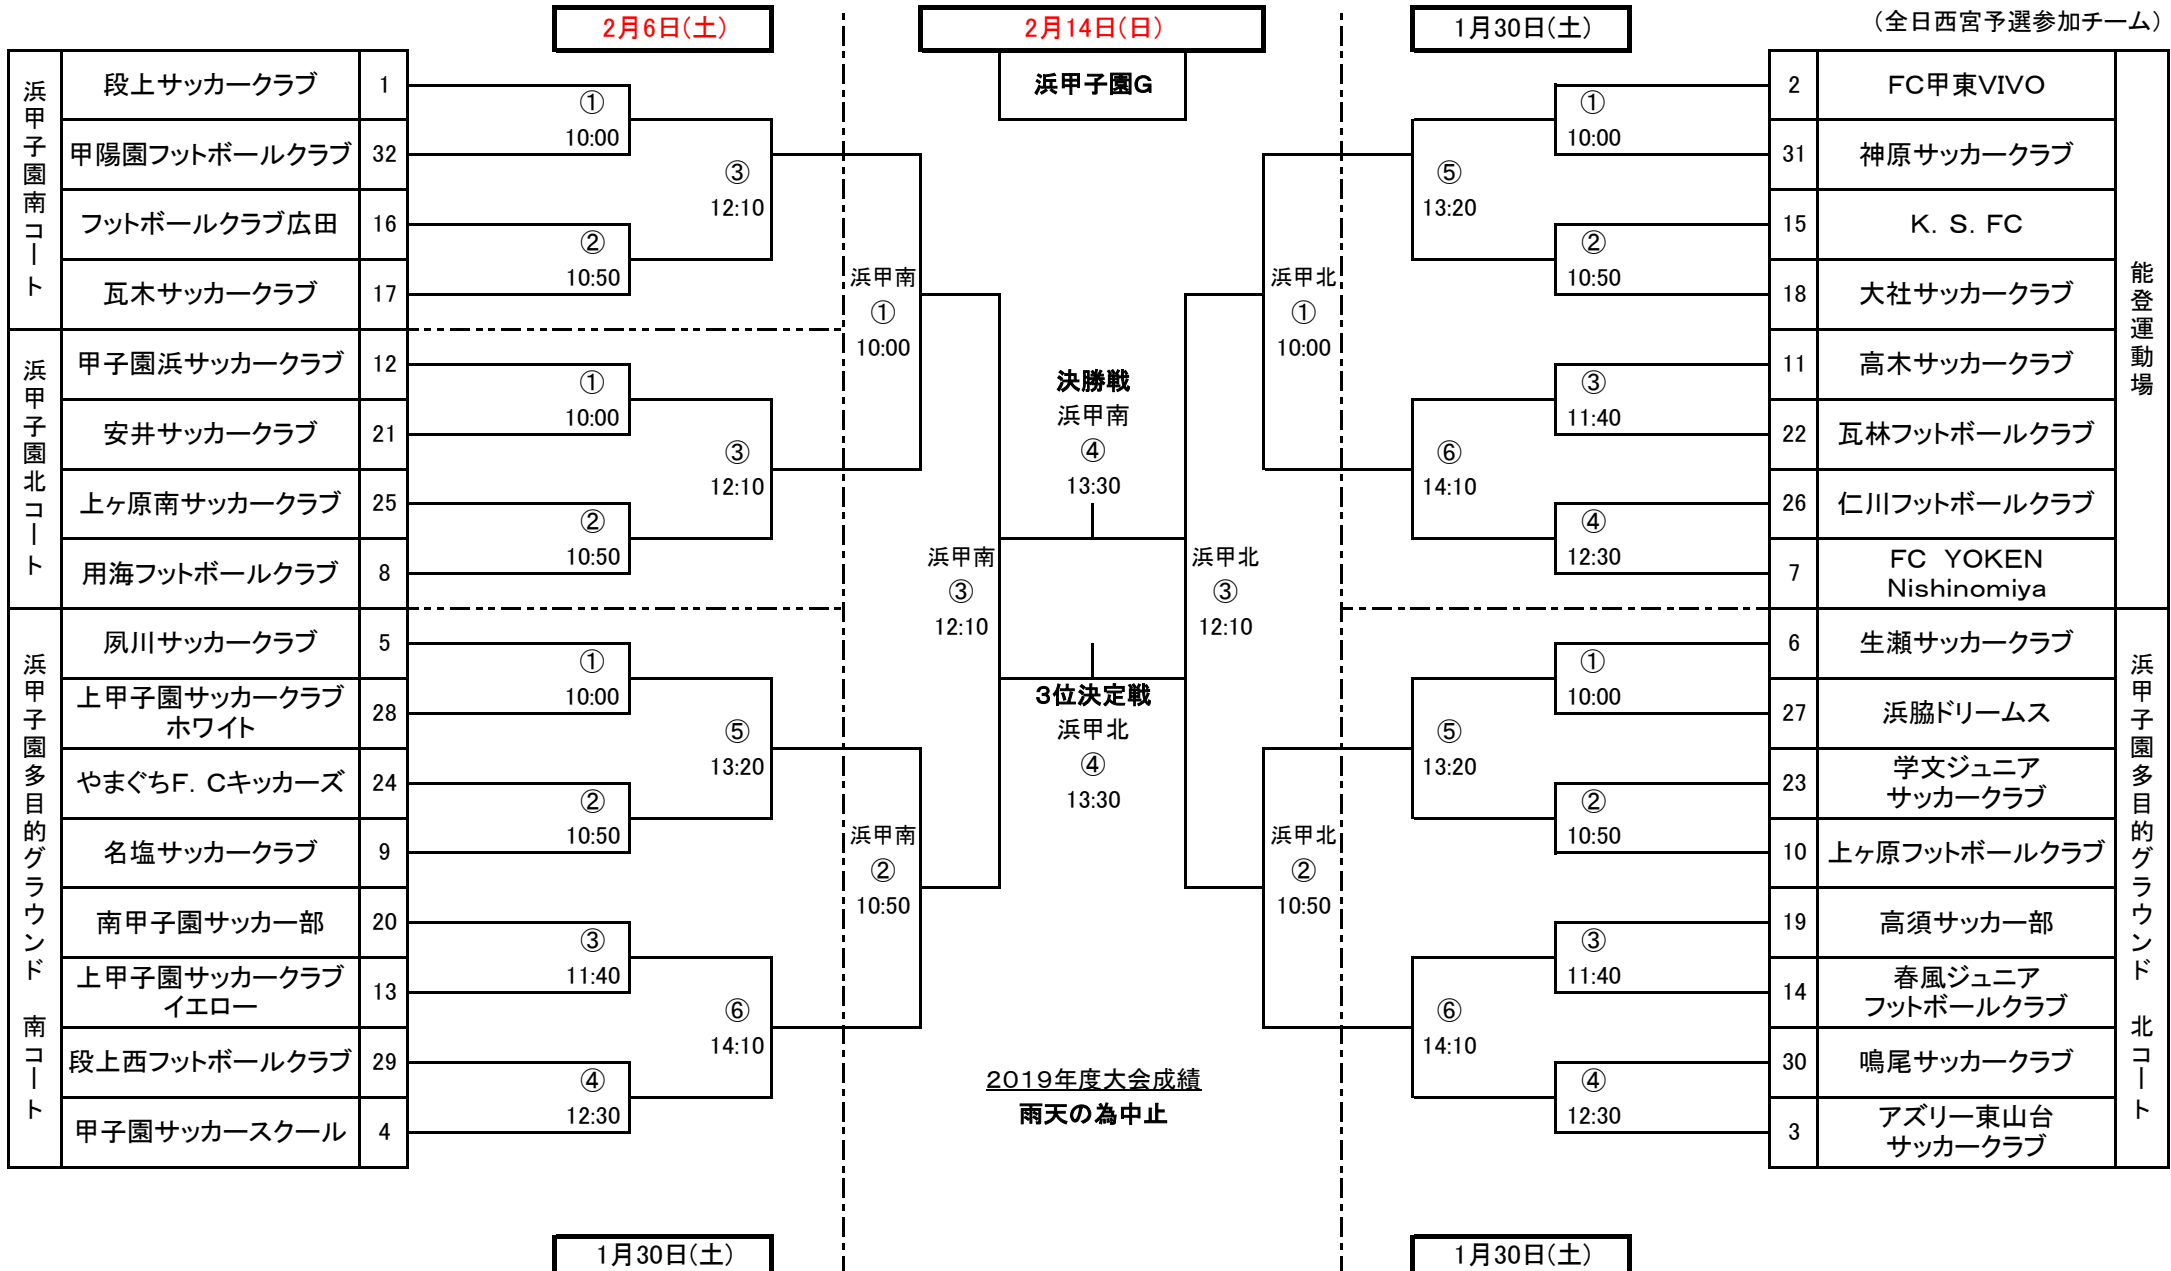 2月6日(土)
2月14日(日)
1月30日(土)
(全日西宮予選参加チーム)
浜甲子園G
浜甲子園南コート
段上サッカークラブ 1
甲陽園フットボールクラブ 32
フットボールクラブ広田 16
瓦木サッカークラブ 17
① 10:00
② 10:50
③ 12:10
浜甲子園北コート
甲子園浜サッカークラブ 12
安井サッカークラブ 21
上ヶ原南サッカークラブ 25
用海フットボールクラブ 8
① 10:00
② 10:50
③ 12:10
浜甲子園多目的グラウンド 南コート
夙川サッカークラブ 5
上甲子園サッカークラブ
ホワイト 28
やまぐちF.Cキッカーズ 24
名塩サッカークラブ 9
南甲子園サッカー部 20
上甲子園サッカークラブ
イエロー 13
段上西フットボールクラブ 29
甲子園サッカースクール 4
① 10:00
② 10:50
③ 11:40
④ 12:30
⑤ 13:20
⑥ 14:10
浜甲南
①
10:00
浜甲南
②
10:50
浜甲南
③
12:10
決勝戦
浜甲南
④
13:30
3位決定戦
浜甲北
④
13:30
浜甲北
③
12:10
浜甲北
①
10:00
浜甲北
②
10:50
2019年度大会成績
雨天の為中止
① 10:00
② 10:50
③ 11:40
④ 12:30
⑤ 13:20
⑥ 14:10
2 FC甲東VIVO
31 神原サッカークラブ
15 K.S.FC
18 大社サッカークラブ
11 高木サッカークラブ
22 瓦林フットボールクラブ
26 仁川フットボールクラブ
7 FC YOKEN
Nishinomiya
能登運動場
① 10:00
② 10:50
③ 11:40
④ 12:30
⑤ 13:20
⑥ 14:10
6 生瀬サッカークラブ
27 浜脇ドリームス
23 学文ジュニア
サッカークラブ
10 上ヶ原フットボールクラブ
19 高須サッカー部
14 春風ジュニア
フットボールクラブ
30 鳴尾サッカークラブ
3 アズリー東山台
サッカークラブ
浜甲子園多目的グラウンド 北コート
1月30日(土)
1月30日(土)